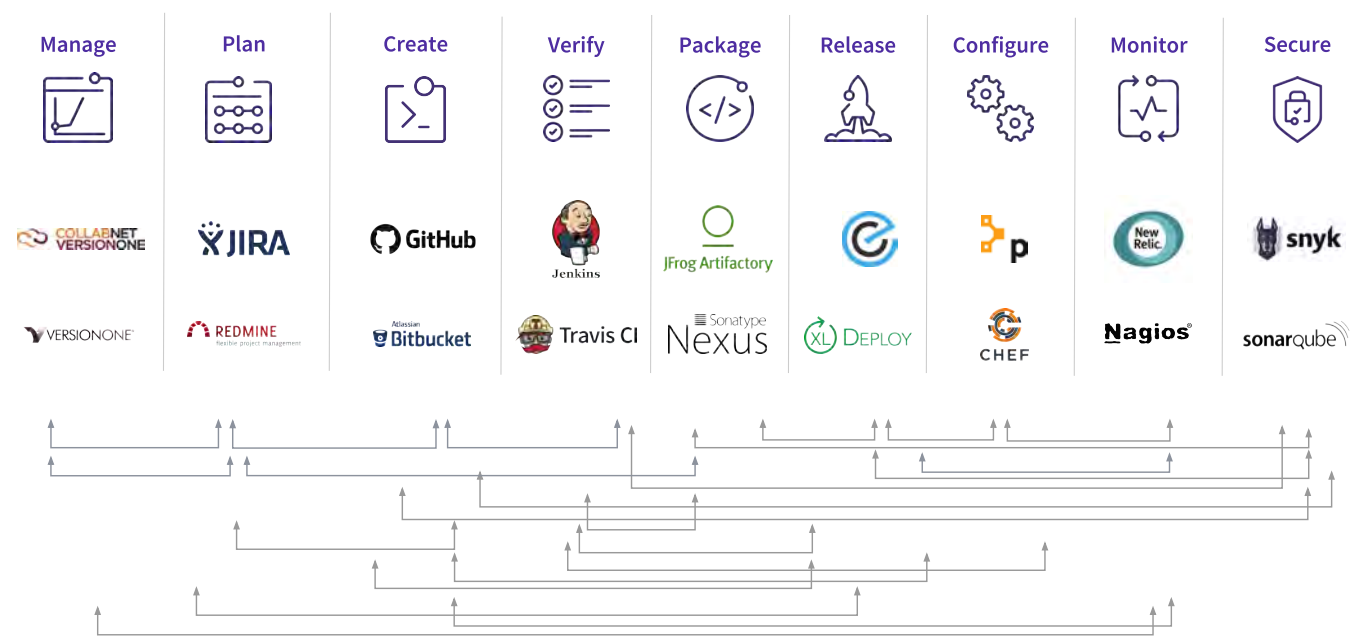 Manage Plan Create Verify Package Release Configure Monitor Secure
</>
COLLABNET
VERSIONONE
JIRA
GitHub
Jenkins
JFrog Artifactory
p
New
Relic.
snyk
VERSIONONE
REDMINE
flexible project management
Atlassian
Bitbucket
Travis CI
Sonatype
Nexus
XL DEPLOY
CHEF
Nagios®
sonarqube